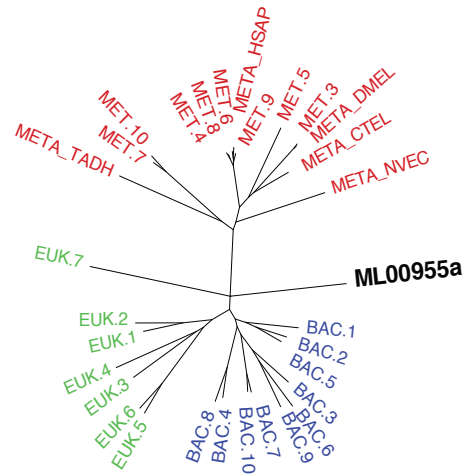 META_HSAP
MET.6
MET.8
MET.4
MET.9
MET.5
MET.3
META_DMEL
META_CTEL
META_NVEC
MET.10
MET.7
META_TADH
EUK.7
ML00955a
EUK.2
EUK.1
EUK.4
EUK.3
EUK.6
EUK.5
BAC.1
BAC.2
BAC.5
BAC.3
BAC.6
BAC.9
BAC.7
BAC.10
BAC.4
BAC.8